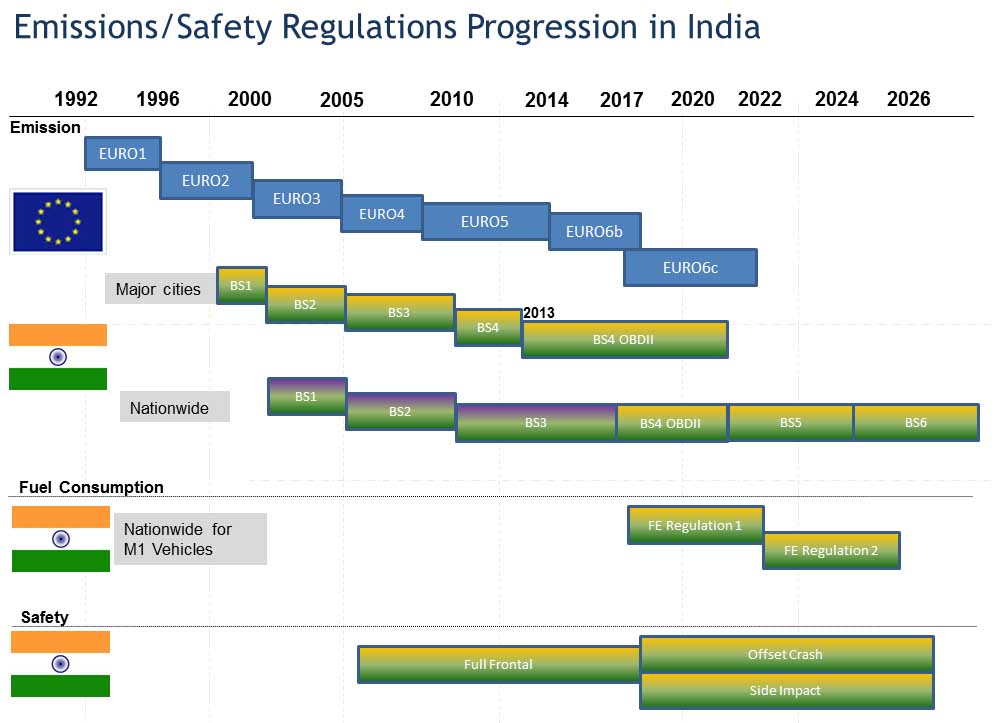 Emissions/Safety Regulations Progression in India
1992 1996 2000 2005 2010 2014 2017 2020 2022 2024 2026
Emission
EURO1
EURO2
EURO3
EURO4
EURO5
EURO6b
EURO6c
Major cities
BS1
BS2
BS3
BS4
2013
BS4 OBDII
Nationwide
BS1
BS2
BS3
BS4 OBDII
BS5
BS6
Fuel Consumption
Nationwide for
M1 Vehicles
FE Regulation 1
FE Regulation 2
Safety
Full Frontal
Offset Crash
Side Impact